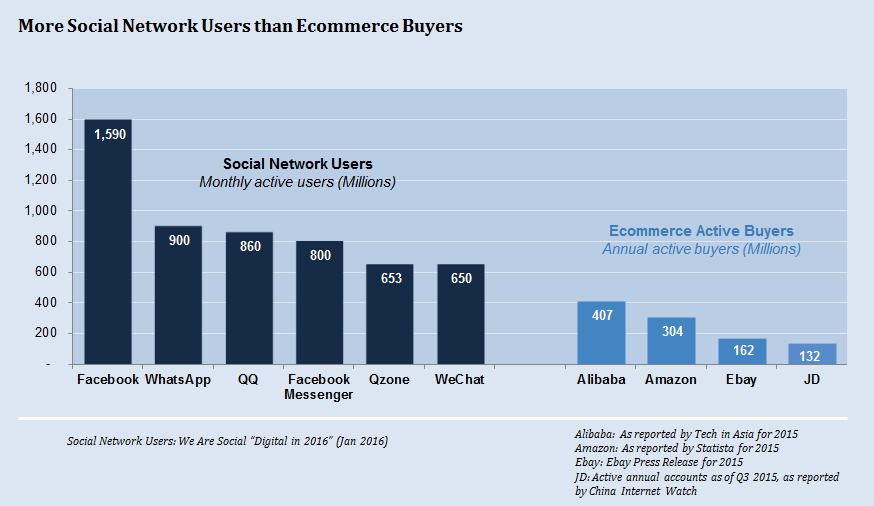 More Social Network Users than Ecommerce Buyers
1,800
1,600
1,400
1,200
1,000
800
600
400
200
-
1,590
900
860
800
653
650
407
304
162
132
Social Network Users
Monthly active users (Millions)
Ecommerce Active Buyers
Annual active buyers (Millions)
Facebook WhatsApp QQ Facebook Qzone WeChat Alibaba Amazon Ebay JD
Messenger
Social Network Users: We Are Social “Digital in 2016” (Jan 2016)
Alibaba: As reported by Tech in Asia for 2015
Amazon: As reported by Statista for 2015
Ebay: Ebay Press Release for 2015
JD: Active annual accounts as of Q3 2015, as reported
by China Internet Watch